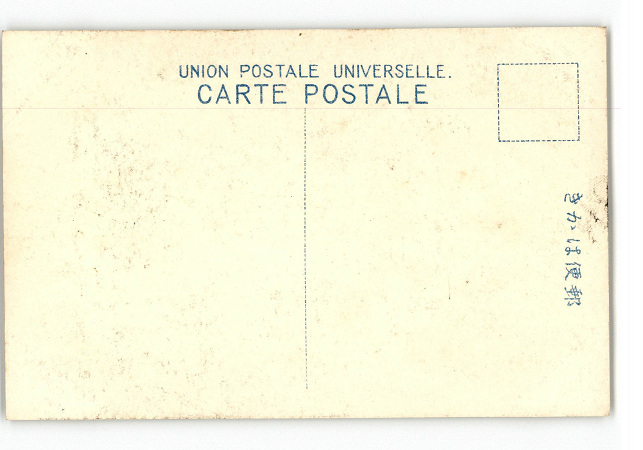 UNION POSTALE UNIVERSELLE.
CARTE POSTALE
きかは便郵